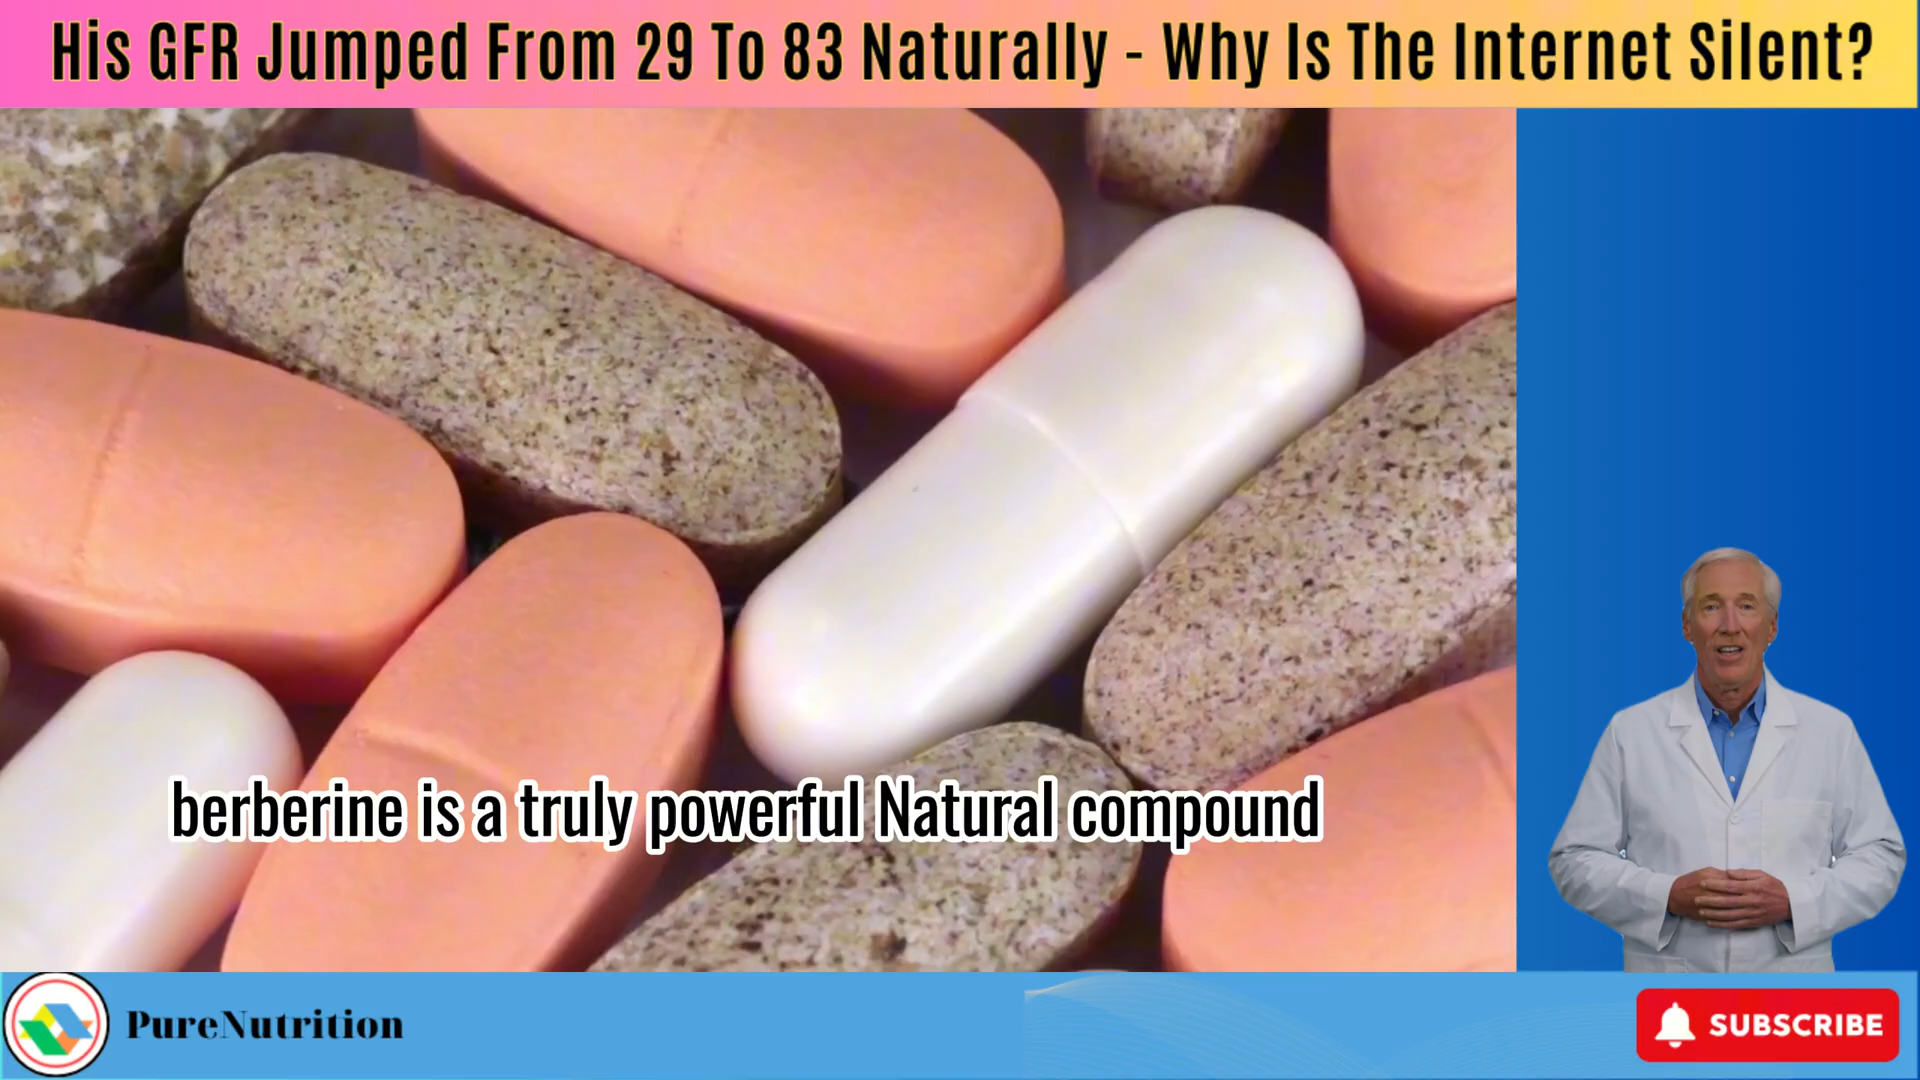 His GFR Jumped From 29 To 83 Naturally - Why Is The Internet Silent?
berberine is a truly powerful Natural compound
PureNutrition
SUBSCRIBE